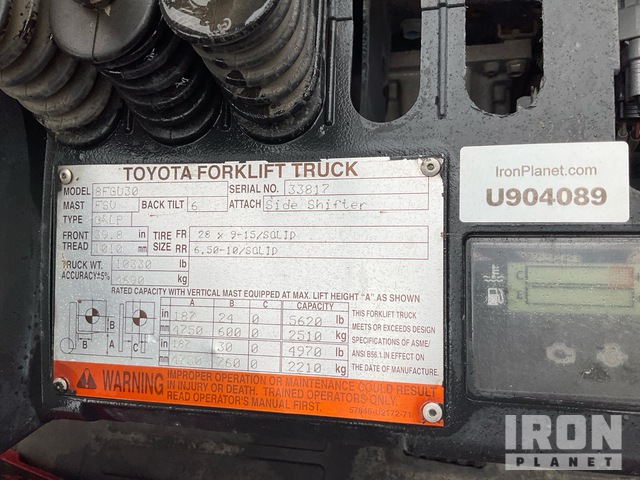 TOYOTA FORKLIFT TRUCK
MODEL 8FGU30 SERIAL NO. 33817
MAST FSV BACK TILT 6 ATTACH Side Shifter
TYPE G&LP
FRONT TREAD 39.8 in 1010 mm
TIRE SIZE FR 28 x 9-15/SOLID
RR 6.50-10/SOLID
TRUCK WT. ACCURACY±5% lb kg
RATED CAPACITY WITH VERTICAL MAST EQUIPPED AT MAX. LIFT HEIGHT "A" AS SHOWN
A B C CAPACITY
in 187 24 0 5620 lb
mm 4750 600 0 2510 kg
in 187 30 0 4970 lb
mm 4750 760 0 2210 kg
A B B C A
THIS FORKLIFT TRUCK
MEETS OR EXCEEDS DESIGN
SPECIFICATIONS OF ASME/
ANSI B56.1 IN EFFECT ON
THE DATE OF MANUFACTURE.
WARNING
IMPROPER OPERATION OR MAINTENANCE COULD RESULT
IN INJURY OR DEATH. TRAINED OPERATORS ONLY.
READ OPERATOR'S MANUAL FIRST.
IronPlanet.com
U904089
F
E
IRON
PLANET